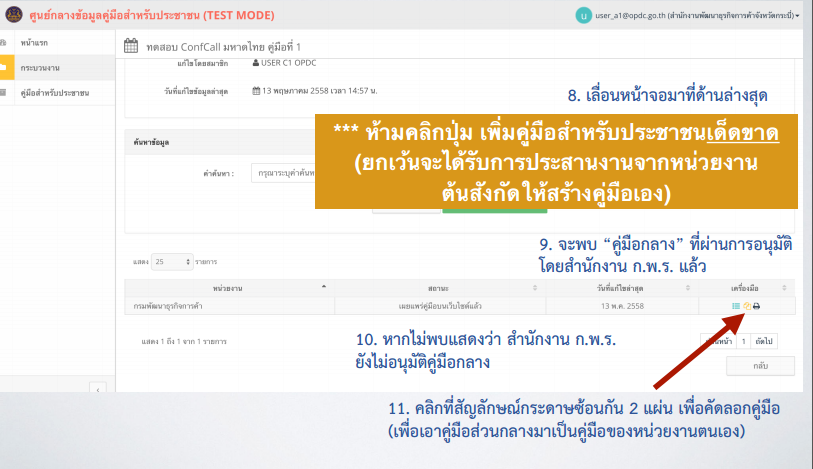 ศูนย์กลางข้อมูลคู่มือสำหรับประชาชน (TEST MODE)
u user_a1@opdc.go.th (สำนักงานพัฒนาธุรกิจการค้าจังหวัดกระบี่)
หน้าแรก
กระบวนงาน
คู่มือสำหรับประชาชน
ทดสอบ ConfCall มหาดไทย คู่มือที่ 1
แก้ไขโดยสมาชิก USER C1 OPDC
วันที่แก้ไขข้อมูลล่าสุด 13 พฤษภาคม 2558 เวลา 14:57 น.
8. เลื่อนหน้าจอมาที่ด้านล่างสุด
*** ห้ามคลิกปุ่ม เพิ่มคู่มือสำหรับประชาชนเด็ดขาด
(ยกเว้นจะได้รับการประสานงานจากหน่วยงาน
ต้นสังกัด ให้สร้างคู่มือเอง)
ค้นหาข้อมูล
คำค้นหา : กรุณาระบุคำค้นห
9. จะพบ “คู่มือกลาง” ที่ผ่านการอนุมัติ
โดยสำนักงาน ก.พ.ร. แล้ว
แสดง 25 รายการ
หน่วยงาน สถานะ วันที่แก้ไขล่าสุด เครื่องมือ
กรมพัฒนาธุรกิจการค้า เผยแพร่คู่มือบนเว็บไซต์แล้ว 13 พ.ค. 2558
แสดง 1 ถึง 1 จาก 1 รายการ
1 ถัดไป
กลับ
10. หากไม่พบแสดงว่า สำนักงาน ก.พ.ร.
ยังไม่อนุมัติคู่มือกลาง
11. คลิกที่สัญลักษณ์กระดาษซ้อนกัน 2 แผ่น เพื่อคัดลอกคู่มือ
(เพื่อเอาคู่มือส่วนกลางมาเป็นคู่มือของหน่วยงานตนเอง)